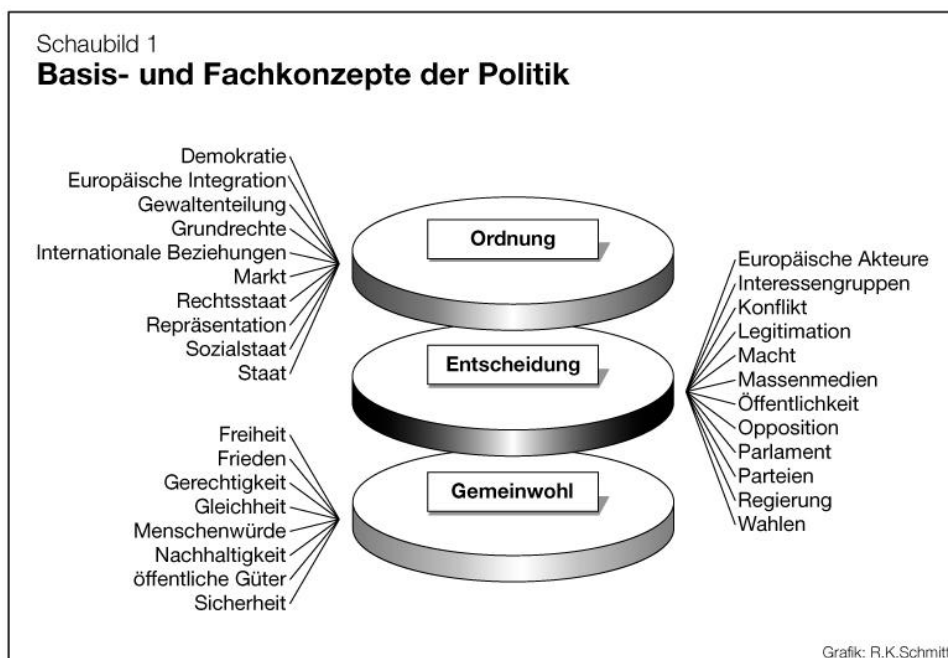 Schaubild 1
Basis- und Fachkonzepte der Politik
Demokratie
Europäische Integration
Gewaltenteilung
Grundrechte
Internationale Beziehungen
Markt
Rechtsstaat
Repräsentation
Sozialstaat
Staat
Ordnung
Entscheidung
Europäische Akteure
Interessengruppen
Konflikt
Legitimation
Macht
Massenmedien
Öffentlichkeit
Opposition
Parlament
Parteien
Regierung
Wahlen
Freiheit
Frieden
Gerechtigkeit
Gleichheit
Menschenwürde
Nachhaltigkeit
öffentliche Güter
Sicherheit
Gemeinwohl
Grafik: R.K.Schmitt